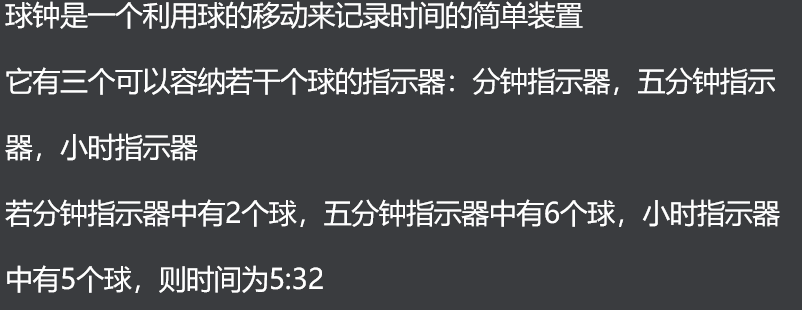 球钟是一个利用球的移动来记录时间的简单装置
它有三个可以容纳若干个球的指示器：分钟指示器，五分钟指示
器，小时指示器
若分钟指示器中有2个球，五分钟指示器中有6个球，小时指示器
中有5个球，则时间为5:32